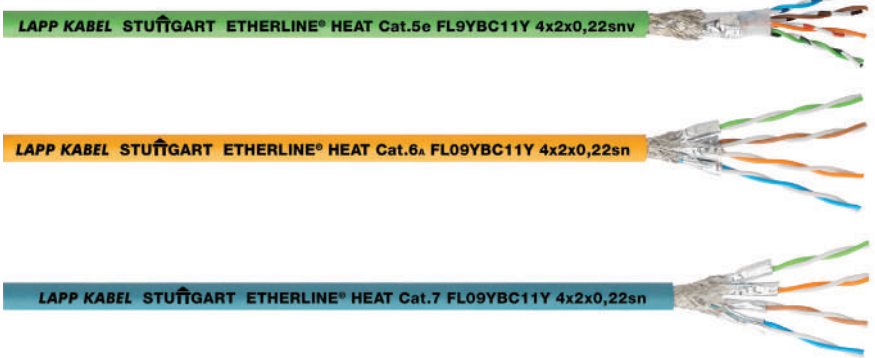 LAPP KABEL STUTTGART ETHERLINE® HEAT Cat.5e FL9YBC11Y 4x2x0,22snv
LAPP KABEL STUTTGART ETHERLINE® HEAT Cat.6A FL09YBC11Y 4x2x0,22sn
LAPP KABEL STUTTGART ETHERLINE® HEAT Cat.7 FL09YBC11Y 4x2x0,22sn